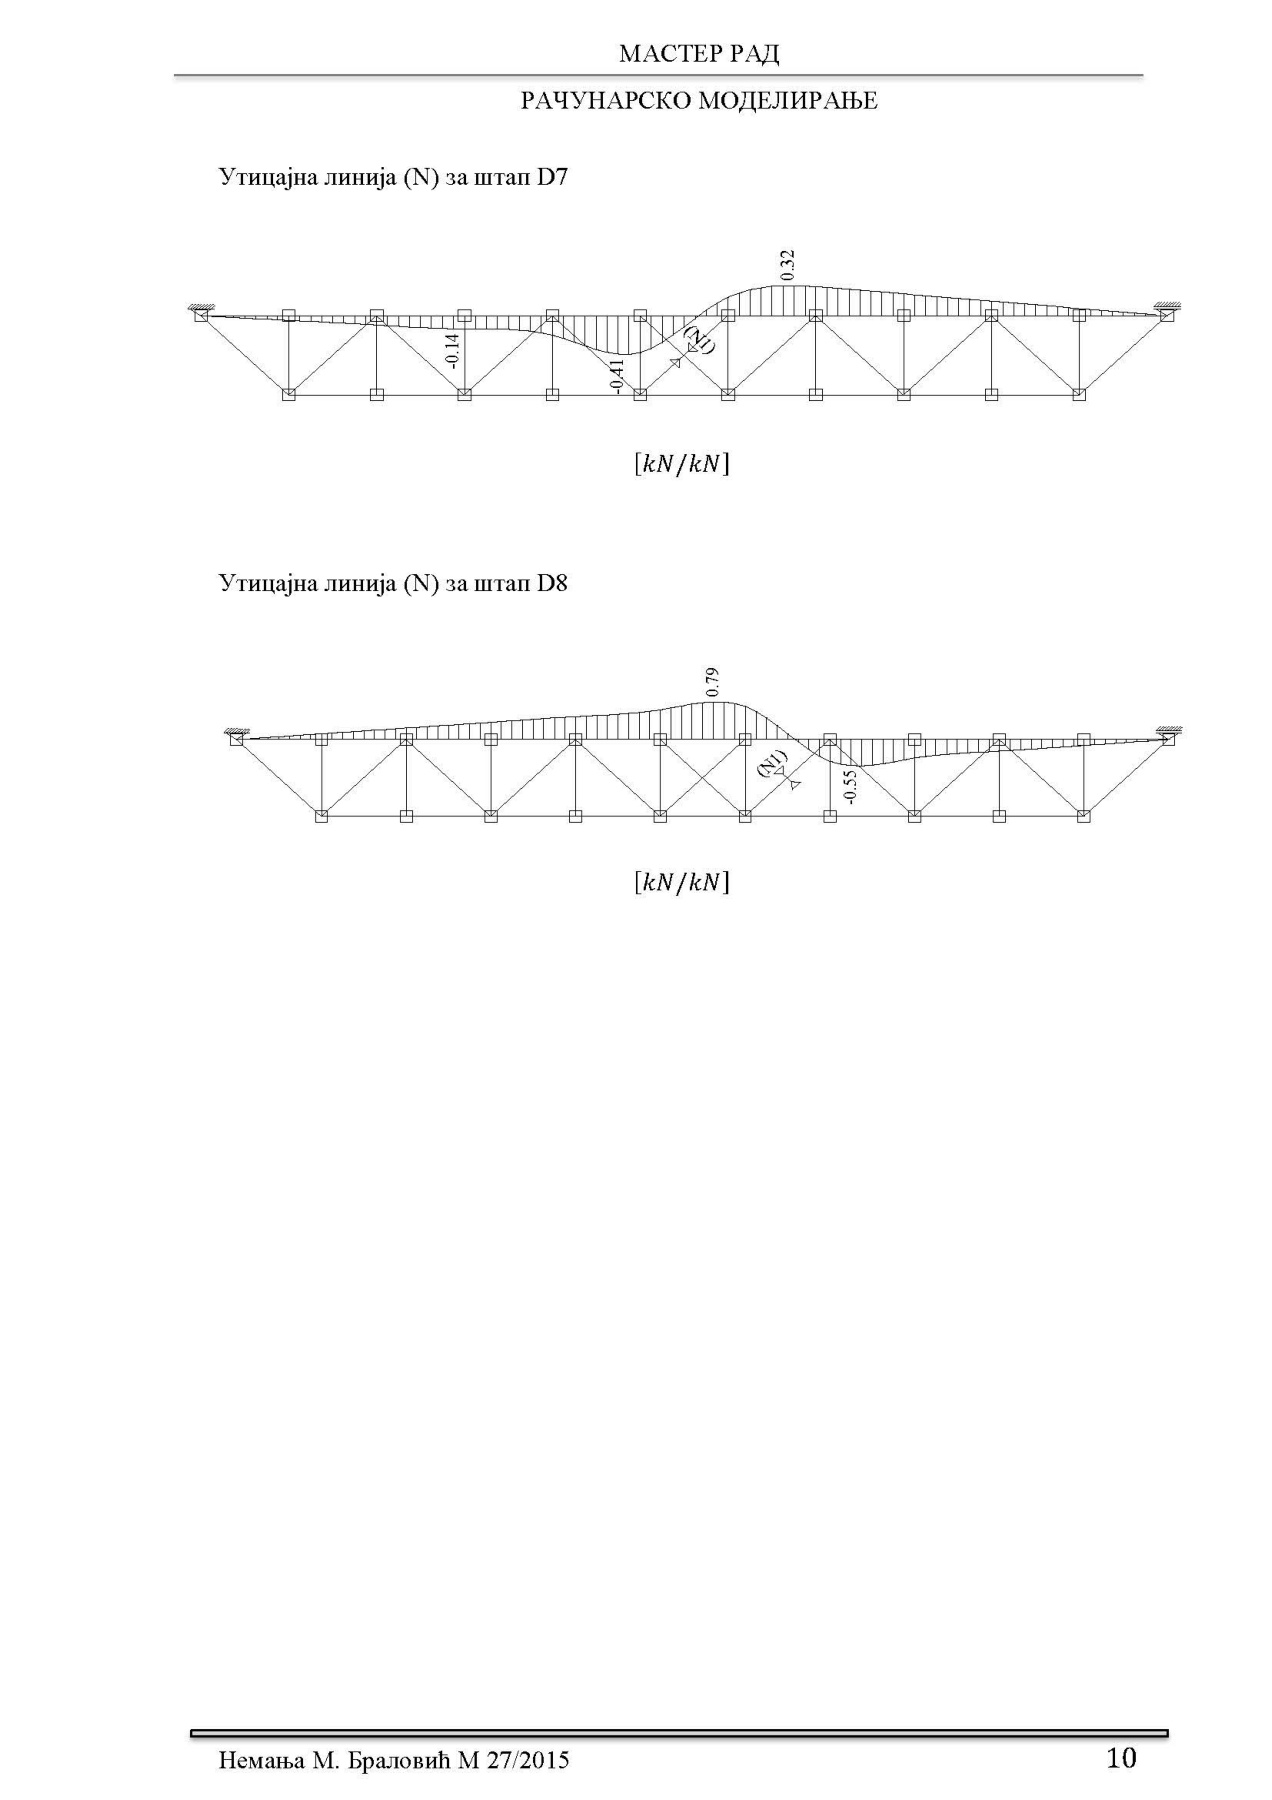 МАСТЕР РАД
РАЧУНАРСКО МОДЕЛИРАЊЕ
Утицајна линија (N) за штап D7
0.32
(N1)
-0.14
-0.41
[kN/kN]
Утицајна линија (N) за штап D8
0.79
(N1)
-0.55
[kN/kN]
Немања М. Браловић М 27/2015
10